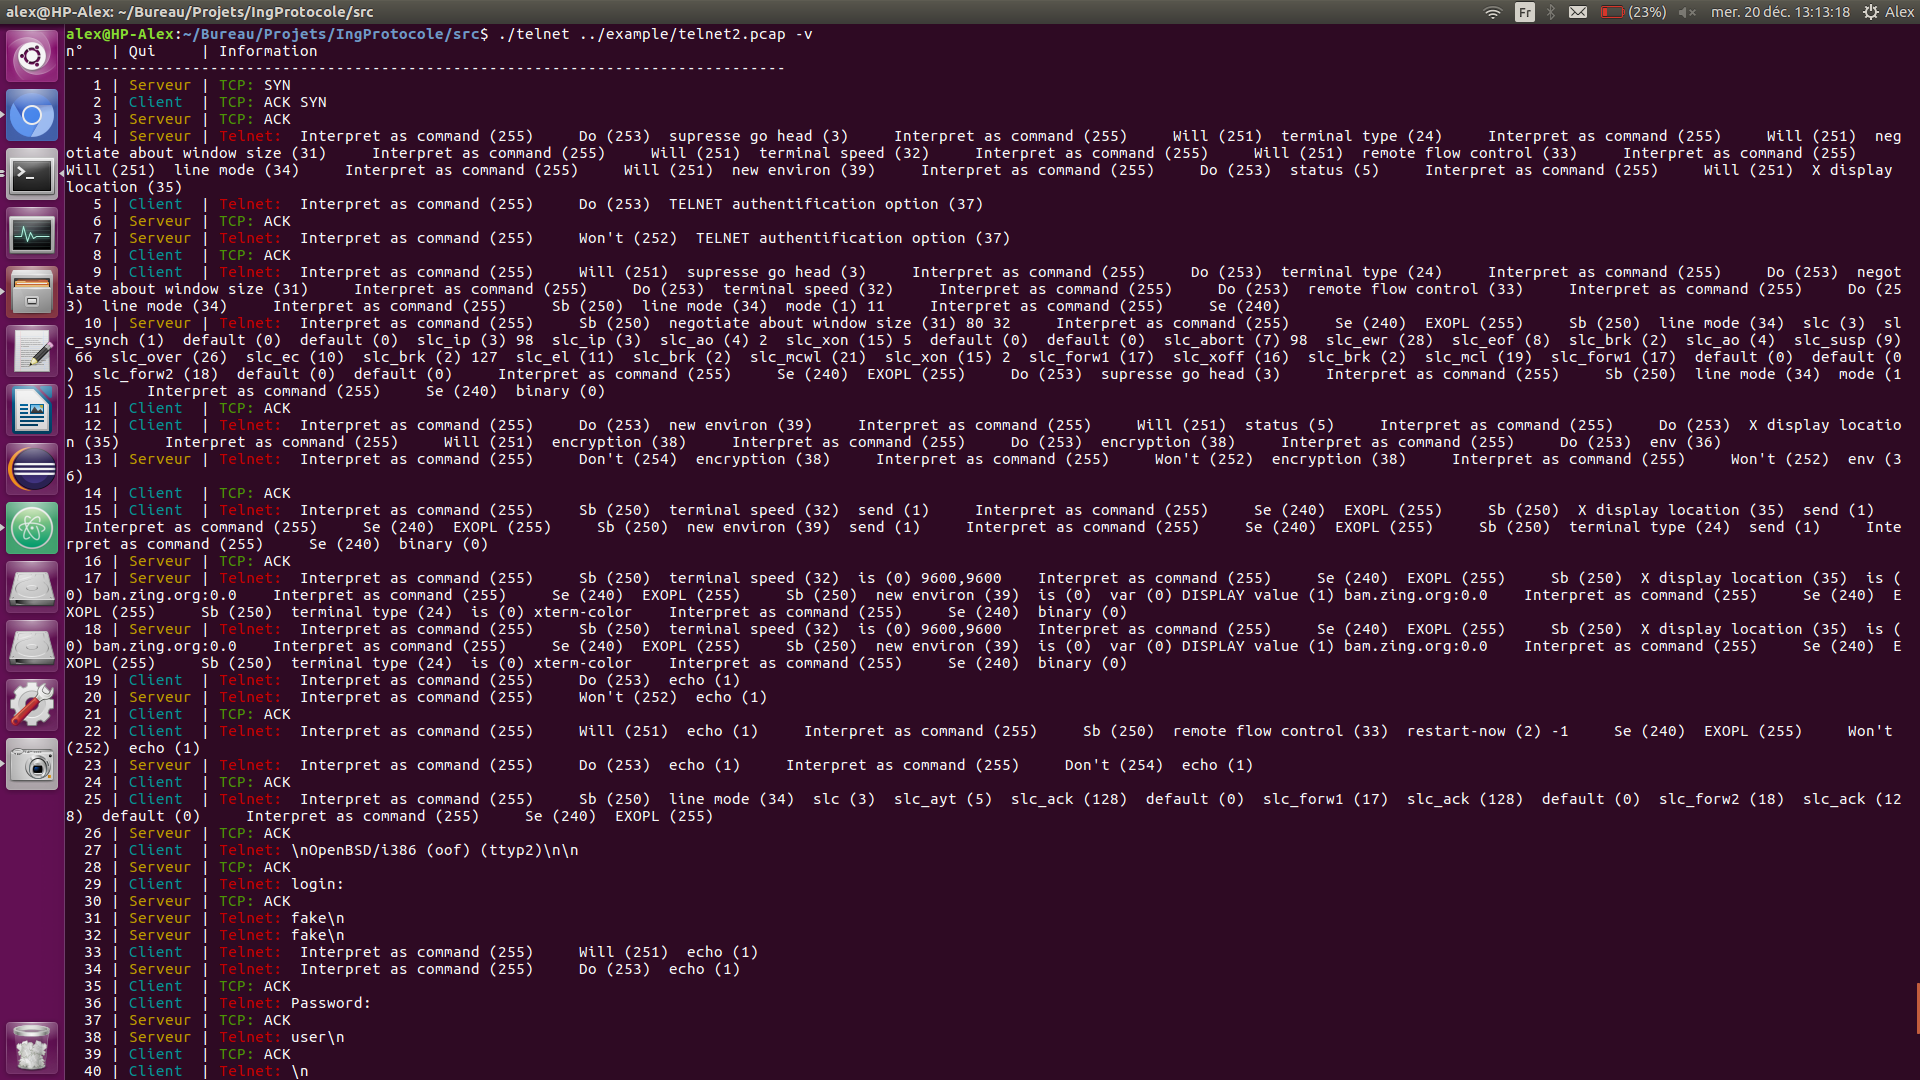 alex@HP-Alex: ~/Bureau/Projets/IngProtocole/src
Fr (23%) mer. 20 déc. 13:13:18 Alex
alex@HP-Alex:~/Bureau/Projets/IngProtocole/src$ ./telnet ../example/telnet2.pcap -v
n° | Qui | Information
--------------------------------------------------------------------------------
1 | Serveur | TCP: SYN
2 | Client | TCP: ACK SYN
3 | Serveur | TCP: ACK
4 | Serveur | Telnet: Interpret as command (255) Do (253) supresse go head (3) Interpret as command (255) Will (251) terminal type (24) Interpret as command (255) Will (251) neg
otiate about window size (31) Interpret as command (255) Will (251) terminal speed (32) Interpret as command (255) Will (251) remote flow control (33) Interpret as command (255)
Will (251) line mode (34) Interpret as command (255) Will (251) new environ (39) Interpret as command (255) Do (253) status (5) Interpret as command (255) Will (251) X display
location (35)
5 | Client | Telnet: Interpret as command (255) Do (253) TELNET authentification option (37)
6 | Serveur | TCP: ACK
7 | Serveur | Telnet: Interpret as command (255) Won't (252) TELNET authentification option (37)
8 | Client | TCP: ACK
9 | Client | Telnet: Interpret as command (255) Will (251) supresse go head (3) Interpret as command (255) Do (253) terminal type (24) Interpret as command (255) Do (253) negot
iate about window size (31) Interpret as command (255) Do (253) terminal speed (32) Interpret as command (255) Do (253) remote flow control (33) Interpret as command (255) Do (25
3) line mode (34) Interpret as command (255) Sb (250) line mode (34) mode (1) 11 Interpret as command (255) Se (240)
10 | Serveur | Telnet: Interpret as command (255) Sb (250) negotiate about window size (31) 80 32 Interpret as command (255) Se (240) EXOPL (255) Sb (250) line mode (34) slc (3) sl
c_synch (1) default (0) default (0) slc_ip (3) 98 slc_ip (3) slc_ao (4) 2 slc_xon (15) 5 default (0) default (0) slc_abort (7) 98 slc_ewr (28) slc_eof (8) slc_brk (2) slc_ao (4) slc_susp (9)
66 slc_over (26) slc_ec (10) slc_brk (2) 127 slc_el (11) slc_brk (2) slc_mcwl (21) slc_xon (15) 2 slc_forw1 (17) slc_xoff (16) slc_brk (2) slc_mcl (19) slc_forw1 (17) default (0) default (0
) slc_forw2 (18) default (0) default (0) Interpret as command (255) Se (240) EXOPL (255) Do (253) supresse go head (3) Interpret as command (255) Sb (250) line mode (34) mode (1
) 15 Interpret as command (255) Se (240) binary (0)
11 | Client | TCP: ACK
12 | Client | Telnet: Interpret as command (255) Do (253) new environ (39) Interpret as command (255) Will (251) status (5) Interpret as command (255) Do (253) X display locatio
n (35) Interpret as command (255) Will (251) encryption (38) Interpret as command (255) Do (253) encryption (38) Interpret as command (255) Do (253) env (36)
13 | Serveur | Telnet: Interpret as command (255) Don't (254) encryption (38) Interpret as command (255) Won't (252) encryption (38) Interpret as command (255) Won't (252) env (3
6)
14 | Client | TCP: ACK
15 | Client | Telnet: Interpret as command (255) Sb (250) terminal speed (32) send (1) Interpret as command (255) Se (240) EXOPL (255) Sb (250) X display location (35) send (1)
Interpret as command (255) Se (240) EXOPL (255) Sb (250) new environ (39) send (1) Interpret as command (255) Se (240) EXOPL (255) Sb (250) terminal type (24) send (1) Inte
rpret as command (255) Se (240) binary (0)
16 | Serveur | TCP: ACK
17 | Serveur | Telnet: Interpret as command (255) Sb (250) terminal speed (32) is (0) 9600,9600 Interpret as command (255) Se (240) EXOPL (255) Sb (250) X display location (35) is (
0) bam.zing.org:0.0 Interpret as command (255) Se (240) EXOPL (255) Sb (250) new environ (39) is (0) var (0) DISPLAY value (1) bam.zing.org:0.0 Interpret as command (255) Se (240) E
XOPL (255) Sb (250) terminal type (24) is (0) xterm-color Interpret as command (255) Se (240) binary (0)
18 | Serveur | Telnet: Interpret as command (255) Sb (250) terminal speed (32) is (0) 9600,9600 Interpret as command (255) Se (240) EXOPL (255) Sb (250) X display location (35) is (
0) bam.zing.org:0.0 Interpret as command (255) Se (240) EXOPL (255) Sb (250) new environ (39) is (0) var (0) DISPLAY value (1) bam.zing.org:0.0 Interpret as command (255) Se (240) E
XOPL (255) Sb (250) terminal type (24) is (0) xterm-color Interpret as command (255) Se (240) binary (0)
19 | Client | Telnet: Interpret as command (255) Do (253) echo (1)
20 | Serveur | Telnet: Interpret as command (255) Won't (252) echo (1)
21 | Client | TCP: ACK
22 | Client | Telnet: Interpret as command (255) Will (251) echo (1) Interpret as command (255) Sb (250) remote flow control (33) restart-now (2) -1 Se (240) EXOPL (255) Won't
(252) echo (1)
23 | Serveur | Telnet: Interpret as command (255) Do (253) echo (1) Interpret as command (255) Don't (254) echo (1)
24 | Client | TCP: ACK
25 | Client | Telnet: Interpret as command (255) Sb (250) line mode (34) slc (3) slc_ayt (5) slc_ack (128) default (0) slc_forw1 (17) slc_ack (128) default (0) slc_forw2 (18) slc_ack (12
8) default (0) Interpret as command (255) Se (240) EXOPL (255)
26 | Serveur | TCP: ACK
27 | Client | Telnet: \nOpenBSD/i386 (oof) (ttyp2)\n\n
28 | Serveur | TCP: ACK
29 | Client | Telnet: login:
30 | Serveur | TCP: ACK
31 | Serveur | Telnet: fake\n
32 | Serveur | Telnet: fake\n
33 | Client | Telnet: Interpret as command (255) Will (251) echo (1)
34 | Serveur | Telnet: Interpret as command (255) Do (253) echo (1)
35 | Client | TCP: ACK
36 | Client | Telnet: Password:
37 | Serveur | TCP: ACK
38 | Serveur | Telnet: user\n
39 | Client | TCP: ACK
40 | Client | Telnet: \n